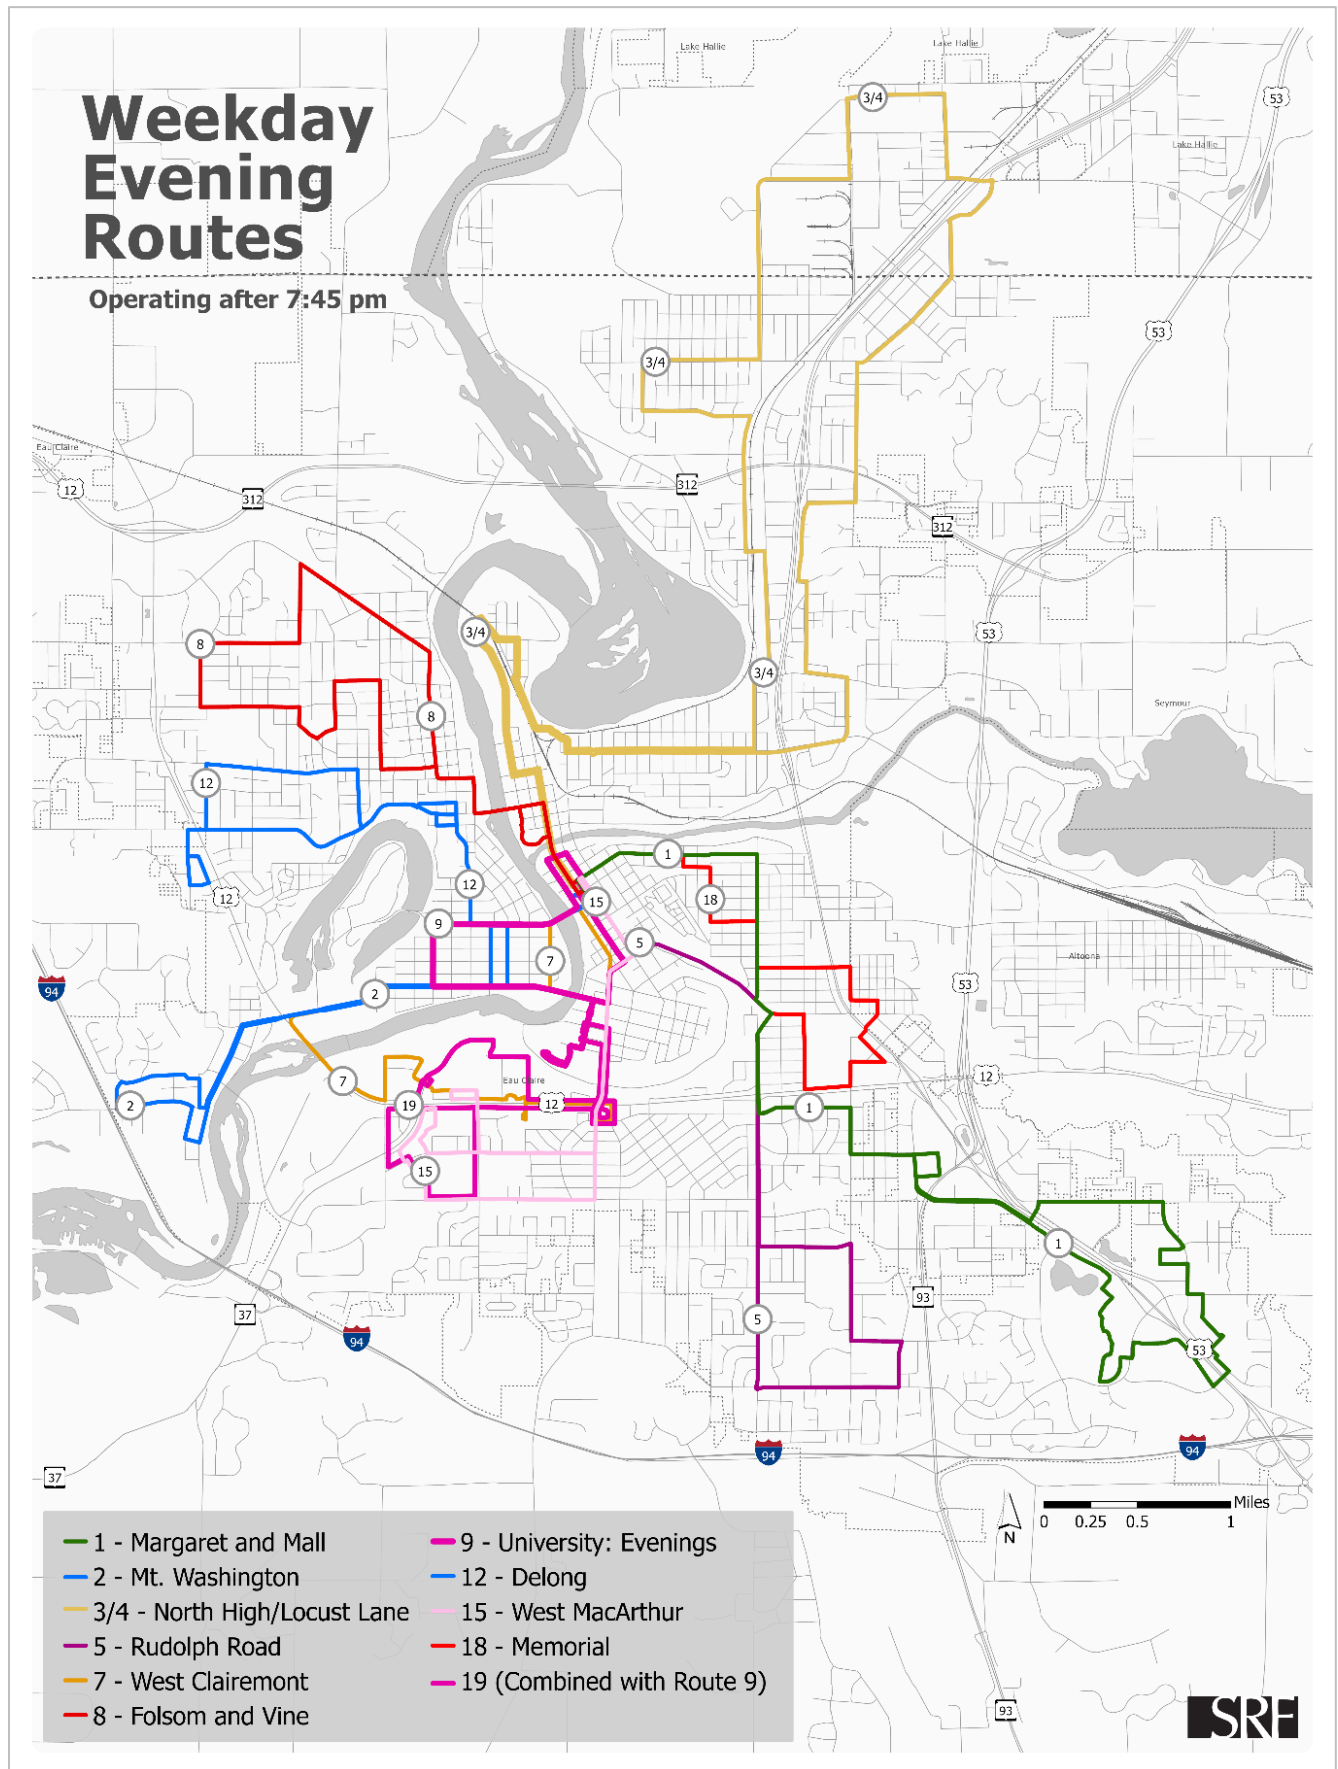 Weekday
Evening
Routes
Operating after 7:45 pm
Lake Hallie
Lake Hallie
3/4
53
Lake Hallie
53
3/4
Eau Claire
12
312
312
312
3/4
8
53
3/4
8
Seymour
12
1
12
12
18
15
9
5
7
Altoona
94
2
53
7
Eau Claire
12
2
19
12
1
15
1
93
37
5
94
53
94
94
37
Miles
0 0.25 0.5 1
N
1 - Margaret and Mall
2 - Mt. Washington
3/4 - North High/Locust Lane
5 - Rudolph Road
7 - West Clairemont
8 - Folsom and Vine
9 - University: Evenings
12 - Delong
15 - West MacArthur
18 - Memorial
19 (Combined with Route 9)
93
SRF